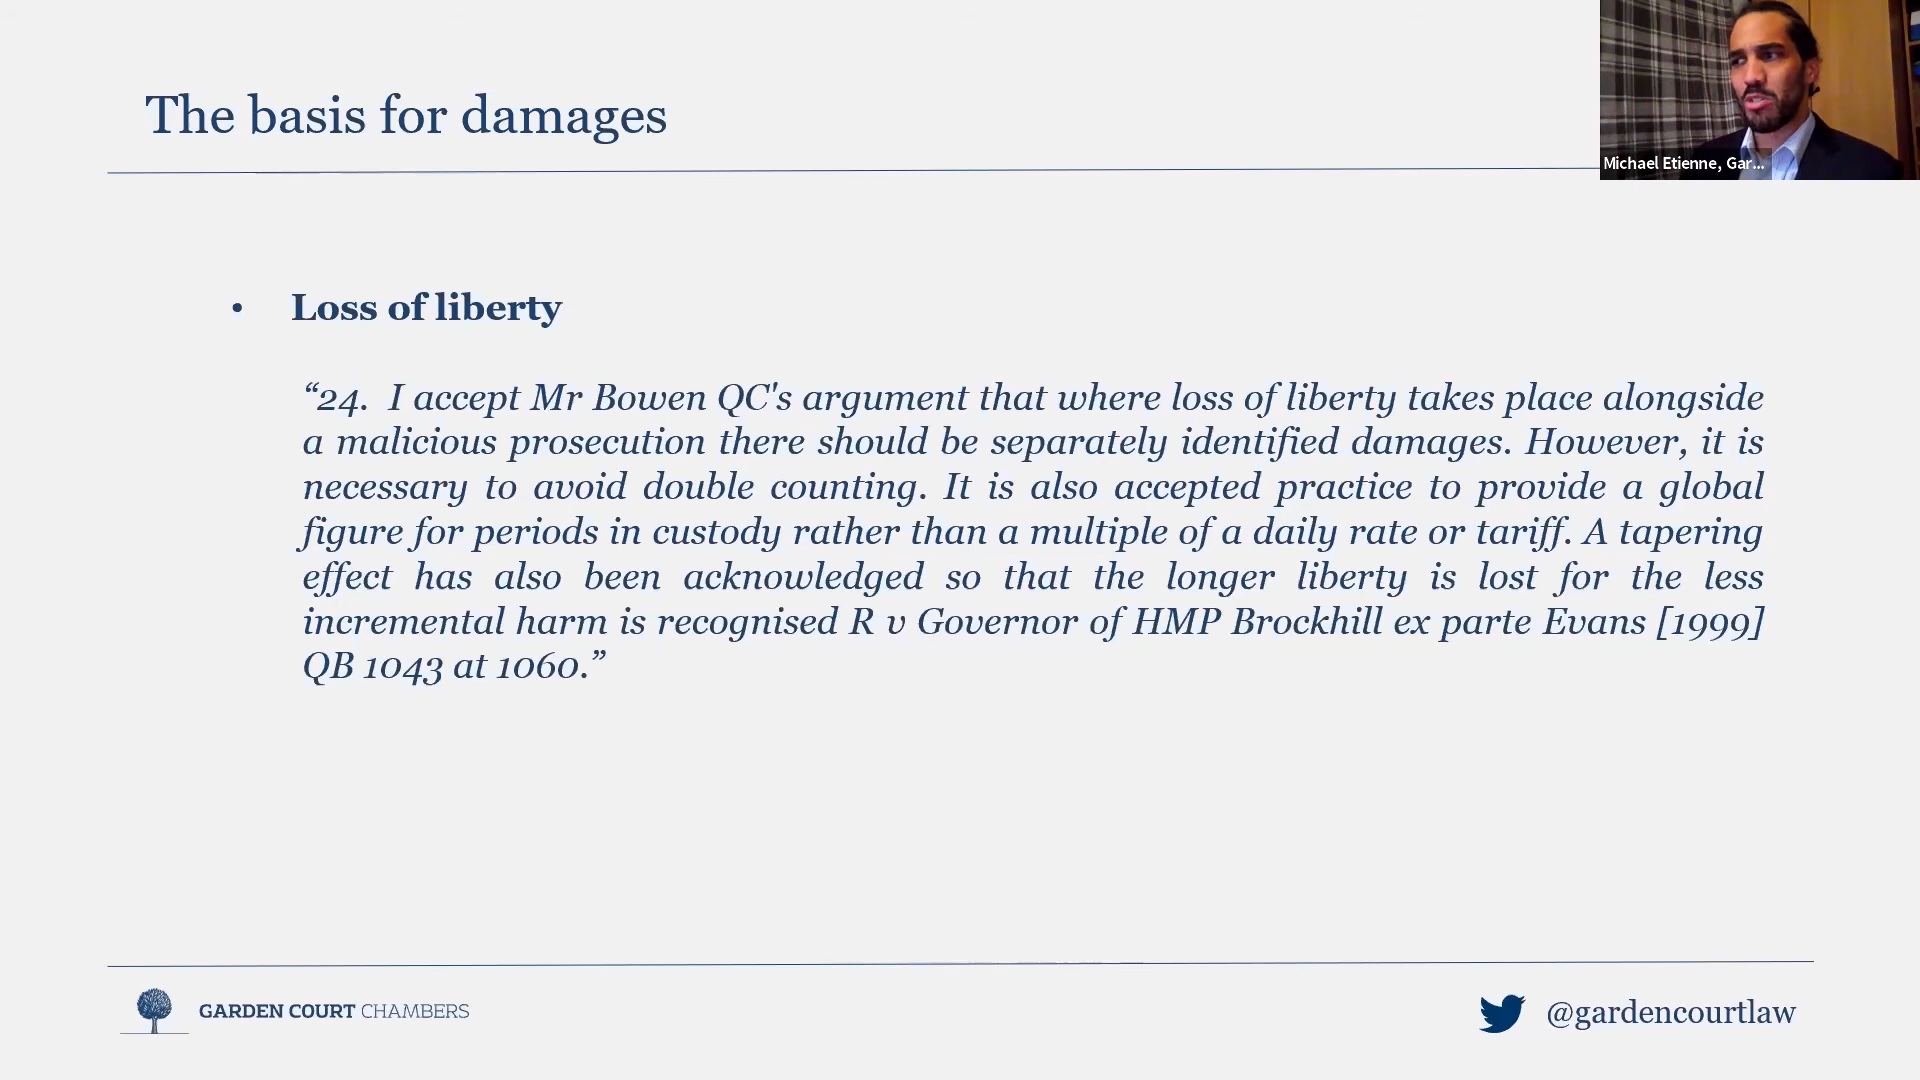 The basis for damages
Michael Etienne, Gar...
• Loss of liberty
“24. I accept Mr Bowen QC's argument that where loss of liberty takes place alongside
a malicious prosecution there should be separately identified damages. However, it is
necessary to avoid double counting. It is also accepted practice to provide a global
figure for periods in custody rather than a multiple of a daily rate or tariff. A tapering
effect has also been acknowledged so that the longer liberty is lost for the less
incremental harm is recognised R v Governor of HMP Brockhill ex parte Evans [1999]
QB 1043 at 1060.”
GARDEN COURT CHAMBERS
@gardencourtlaw